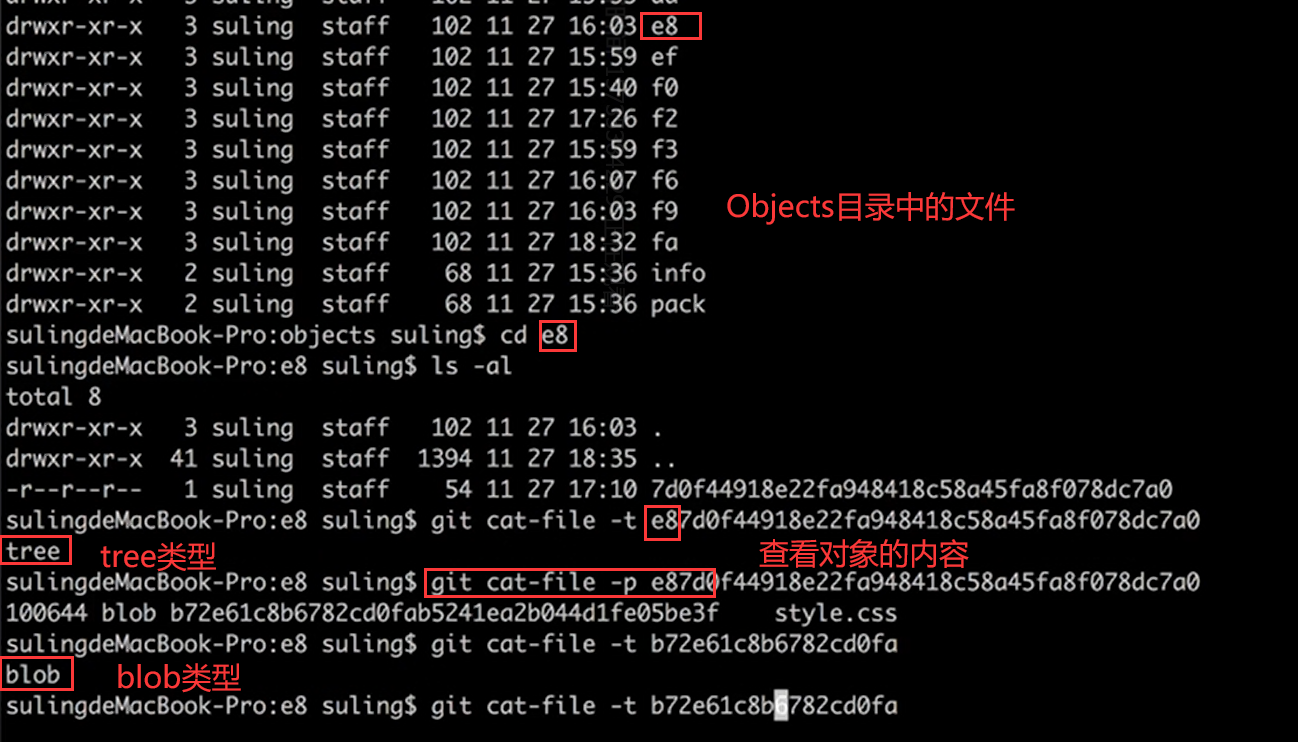 drwxr-xr-x 3 suling staff 102 11 27 16:03 e8
drwxr-xr-x 3 suling staff 102 11 27 15:59 ef
drwxr-xr-x 3 suling staff 102 11 27 15:40 f0
drwxr-xr-x 3 suling staff 102 11 27 17:26 f2
drwxr-xr-x 3 suling staff 102 11 27 15:59 f3
drwxr-xr-x 3 suling staff 102 11 27 16:07 f6
drwxr-xr-x 3 suling staff 102 11 27 16:03 f9
Objects目录中的文件
drwxr-xr-x 3 suling staff 102 11 27 18:32 fa
drwxr-xr-x 2 suling staff 68 11 27 15:36 info
drwxr-xr-x 2 suling staff 68 11 27 15:36 pack
sulingdeMacBook-Pro:objects suling$ cd e8
sulingdeMacBook-Pro:e8 suling$ ls -al
total 8
drwxr-xr-x 3 suling staff 102 11 27 16:03 .
drwxr-xr-x 41 suling staff 1394 11 27 18:35 ..
-r--r--r-- 1 suling staff 54 11 27 17:10 7d0f44918e22fa948418c58a45fa8f078dc7a0
sulingdeMacBook-Pro:e8 suling$ git cat-file -t e87d0f44918e22fa948418c58a45fa8f078dc7a0
tree tree类型 查看对象的内容
sulingdeMacBook-Pro:e8 suling$ git cat-file -p e87d0f44918e22fa948418c58a45fa8f078dc7a0
100644 blob b72e61c8b6782cd0fab5241ea2b044d1fe05be3f style.css
sulingdeMacBook-Pro:e8 suling$ git cat-file -t b72e61c8b6782cd0fa
blob blob类型
sulingdeMacBook-Pro:e8 suling$ git cat-file -t b72e61c8b6782cd0fa